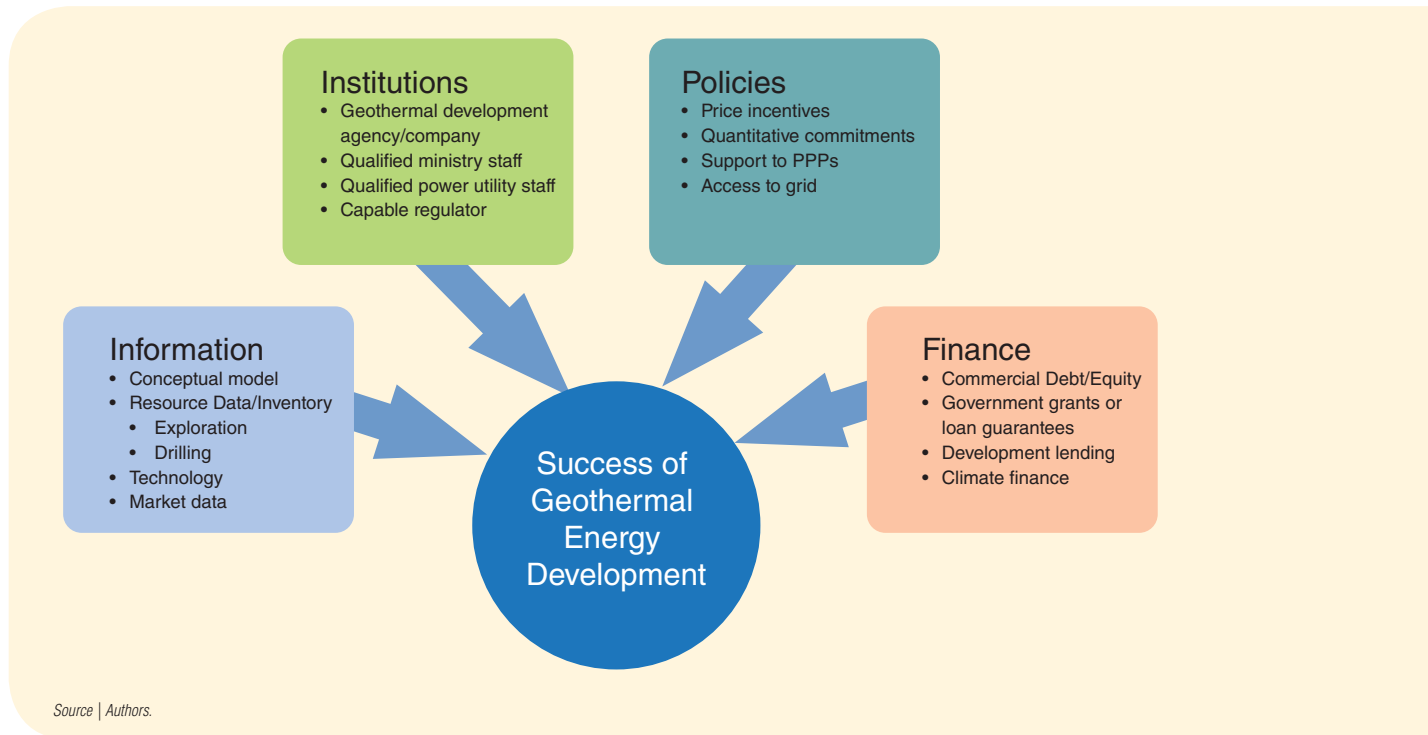 Institutions
• Geothermal development
agency/company
• Qualified ministry staff
• Qualified power utility staff
• Capable regulator
Policies
• Price incentives
• Quantitative commitments
• Support to PPPs
• Access to grid
Information
• Conceptual model
• Resource Data/Inventory
• Exploration
• Drilling
• Technology
• Market data
Finance
• Commercial Debt/Equity
• Government grants or
loan guarantees
• Development lending
• Climate finance
Success of
Geothermal
Energy
Development
Source | Authors.